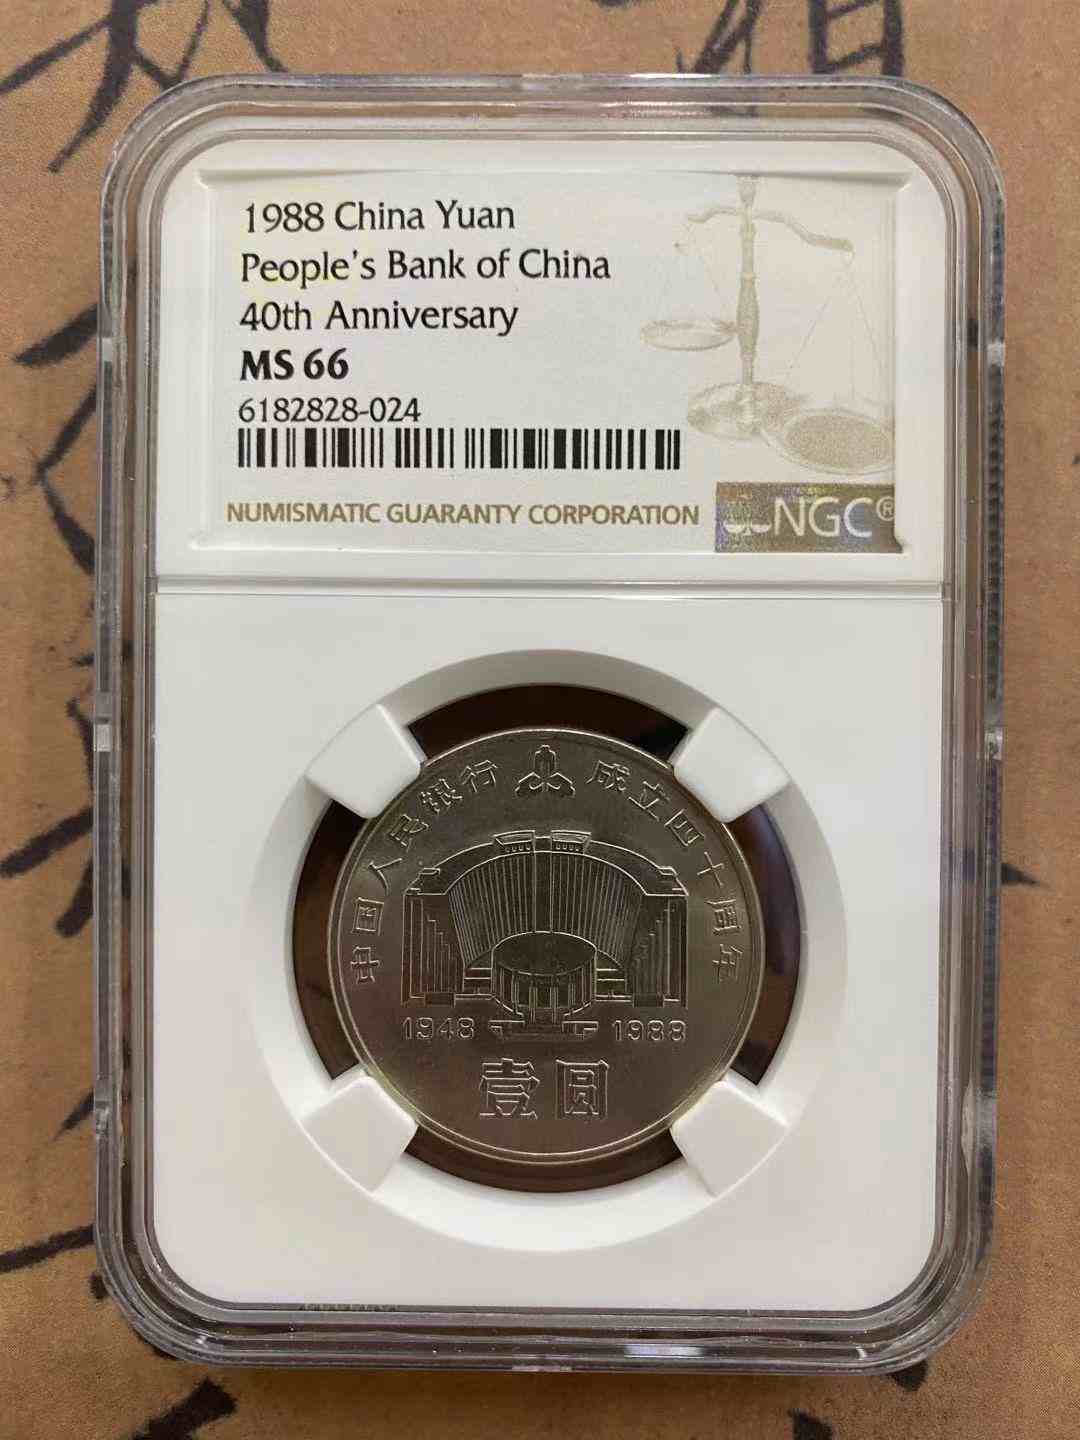 1988 China Yuan
People's Bank of China
40th Anniversary
MS 66
6182828-024
NUMISMATIC GUARANTY CORPORATION
NGC®
中国人民银行 成立四十周年
1948 1988
壹圆